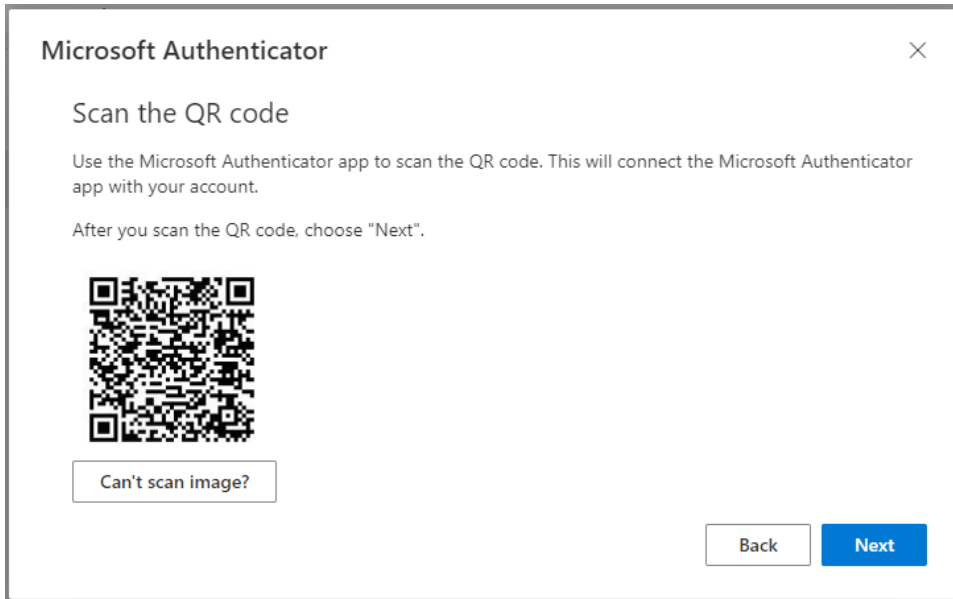 Microsoft Authenticator
Scan the QR code
Use the Microsoft Authenticator app to scan the QR code. This will connect the Microsoft Authenticator
app with your account.
After you scan the QR code, choose "Next".
Can't scan image?
Back
Next